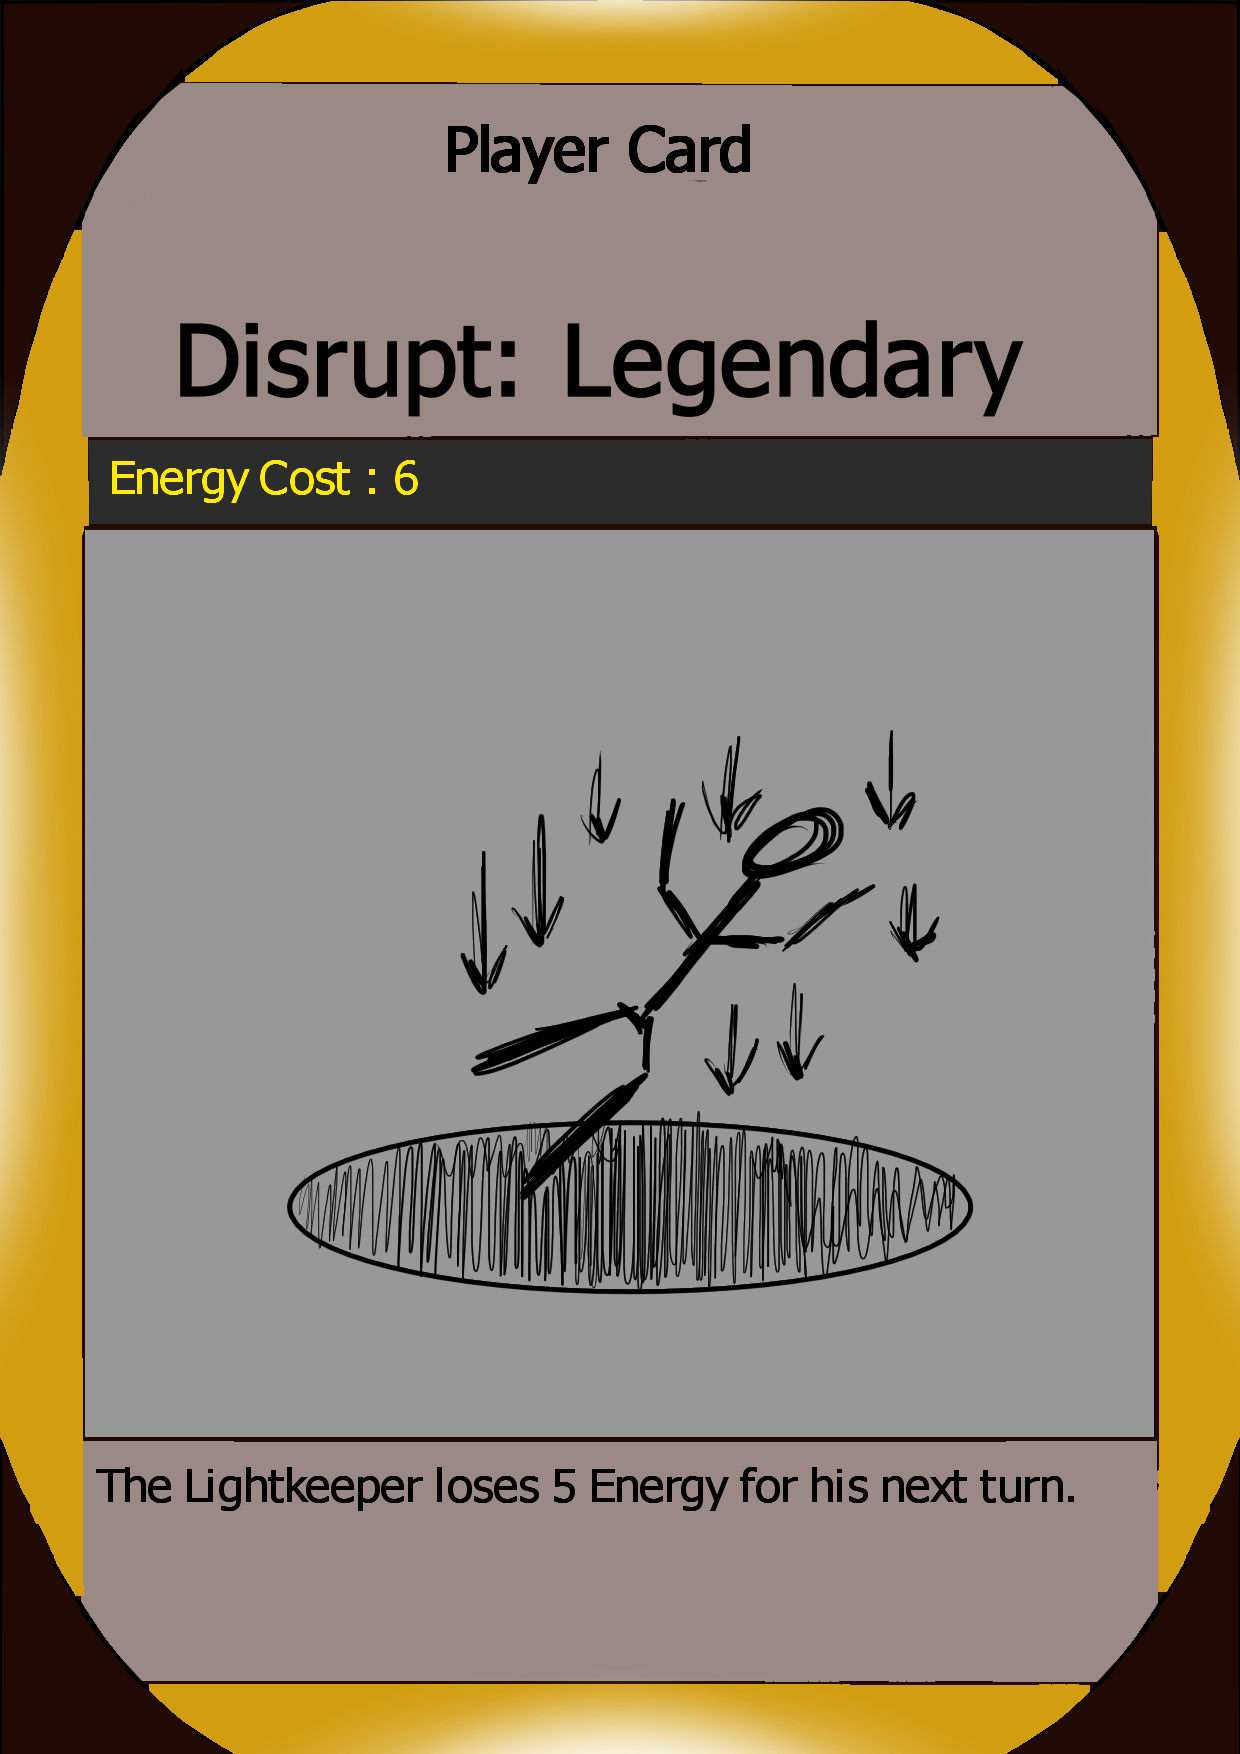 Player Card
Disrupt: Legendary
Energy Cost : 6
The Lightkeeper loses 5 Energy for his next turn.